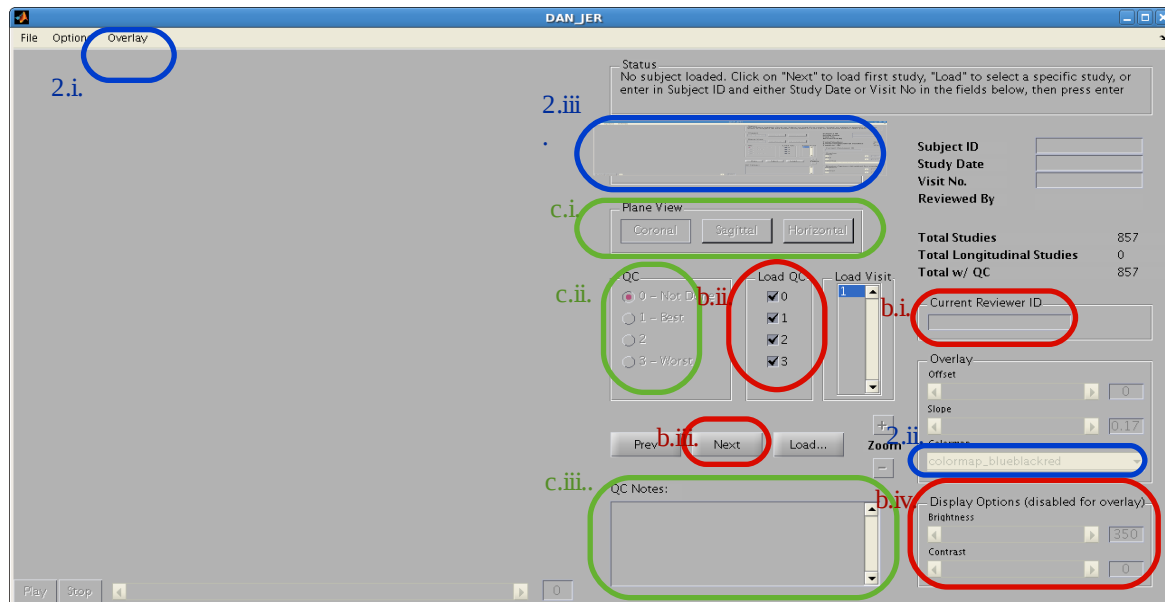 DAN_JER
File Option Overlay
2.i.
Status
No subject loaded. Click on "Next" to load first study, "Load" to select a specific study, or
enter in Subject ID and either Study Date or Visit No in the fields below, then press enter
2.iii
.
Subject ID
Study Date
Visit No.
Reviewed By
c.i.
Plane View
Coronal Sagittal Horizontal
Total Studies 857
Total Longitudinal Studies 0
Total w/ QC 857
c.ii.
QC
0 – Not Done
1 – Best
2
3 – Worst
b.ii.
Load QC
0
1
2
3
Load Visit
1
b.i.
Current Reviewer ID
Overlay
Offset
0
Slope
0.17
2.ii.
Colormap
colormap_blueblackred
Prev b.iii. Next Load...
+
Zoom
−
c.iii..
QC Notes:
b.iv.
Display Options (disabled for overlay)
Brightness
350
Contrast
0
Play Stop 0